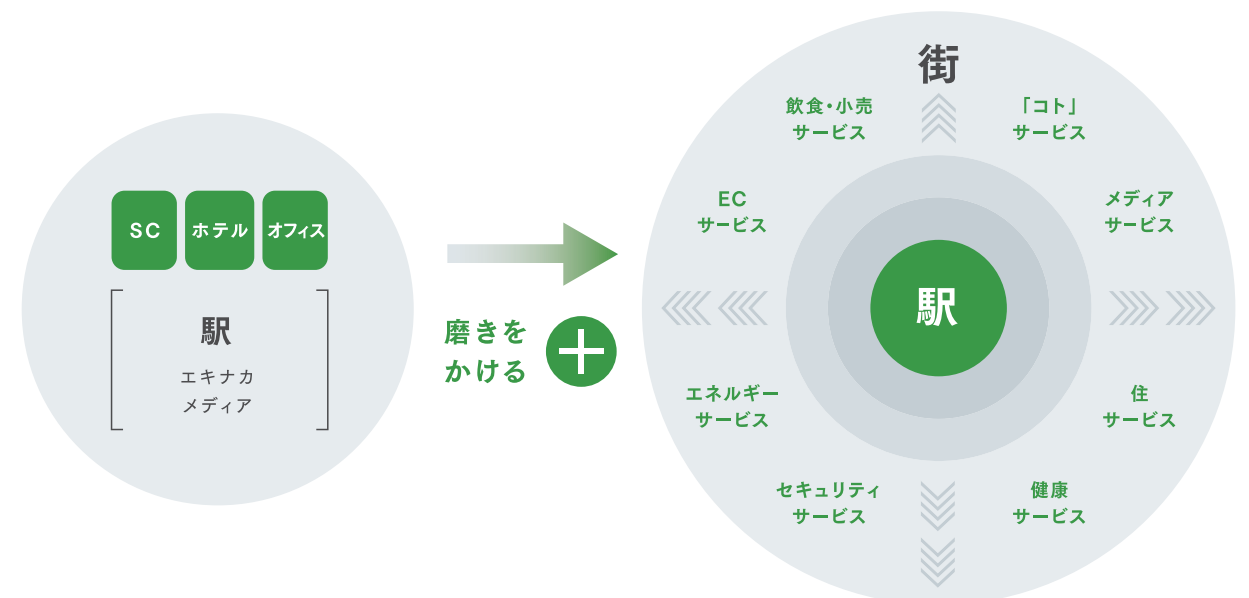 SC
ホテル
オフィス
駅
エキナカ
メディア
磨きを
かける
街
飲食・小売
サービス
「コト」
サービス
EC
サービス
メディア
サービス
駅
エネルギー
サービス
住
サービス
セキュリティ
サービス
健康
サービス